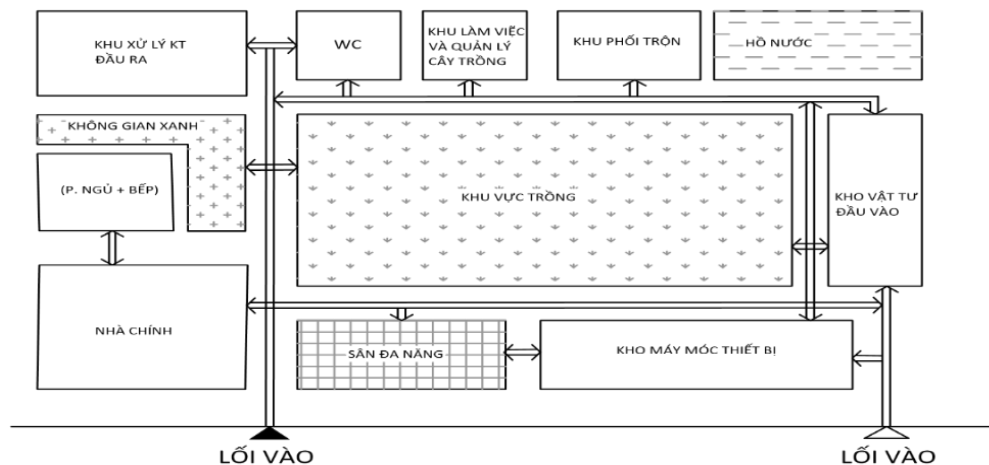 KHU XỬ LÝ KT
ĐẦU RA
WC
KHU LÀM VIẾC
VÀ QUẢN LÝ
CÂY TRỒNG
KHU PHỐI TRỘN
HỒ NƯỚC
KHÔNG GIAN XANH
(P. NGỦ + BẾP)
KHU VỰC TRỒNG
KHO VẬT TƯ
ĐẦU VÀO
NHÀ CHÍNH
SÂN ĐA NĂNG
KHO MÁY MÓC THIẾT BỊ
LỐI VÀO
LỐI VÀO